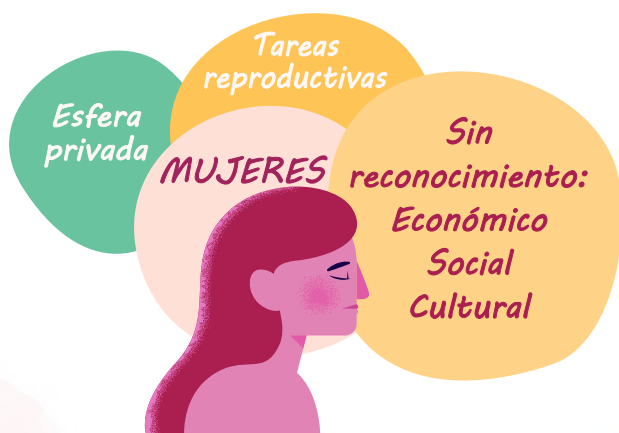 Tareas
reproductivas
Esfera
privada
MUJERES
Sin
reconocimiento:
Económico
Social
Cultural